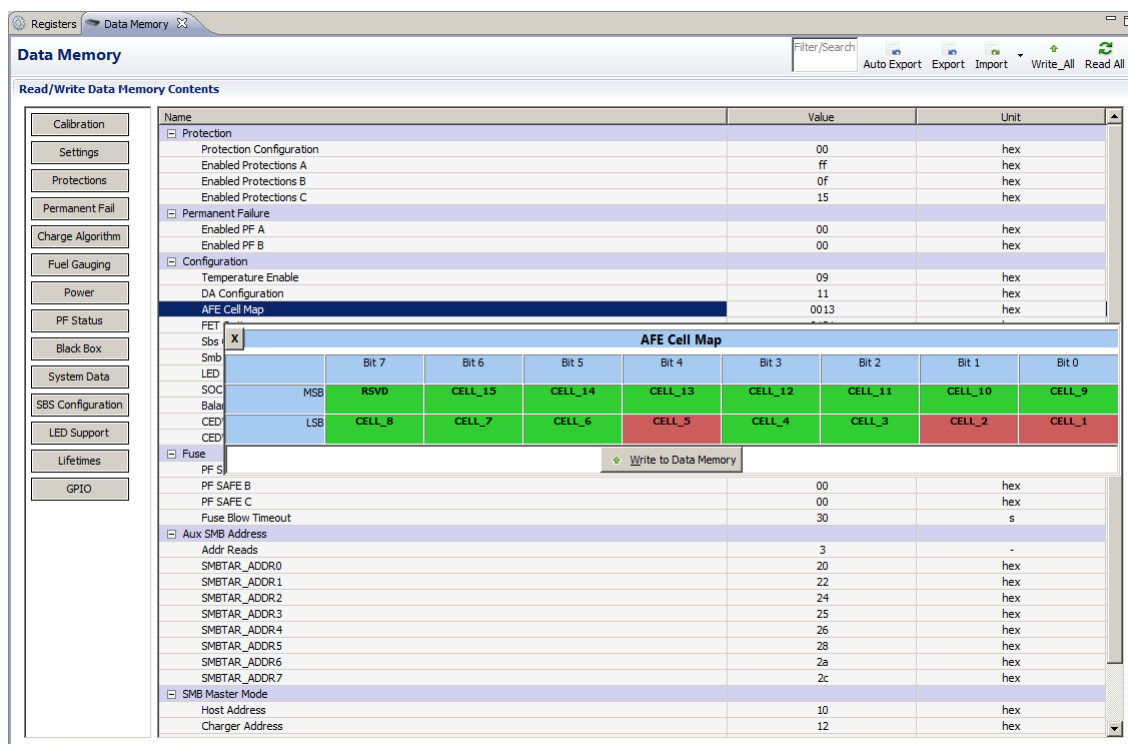 Registers Data Memory
Data Memory
Filter/Search Auto Export Export Import Write_All Read All
Read/Write Data Memory Contents
Calibration
Settings
Protections
Permanent Fail
Charge Algorithm
Fuel Gauging
Power
PF Status
Black Box
System Data
SBS Configuration
LED Support
Lifetimes
GPIO
Name Value Unit
Protection
Protection Configuration 00 hex
Enabled Protections A ff hex
Enabled Protections B 0f hex
Enabled Protections C 15 hex
Permanent Failure
Enabled PF A 00 hex
Enabled PF B 00 hex
Configuration
Temperature Enable 09 hex
DA Configuration 11 hex
AFE Cell Map 0013 hex
FET
Sbs
Smb
LED
SOC
Balan
CEDV
CED
X AFE Cell Map
Bit 7 Bit 6 Bit 5 Bit 4 Bit 3 Bit 2 Bit 1 Bit 0
MSB RSVD CELL_15 CELL_14 CELL_13 CELL_12 CELL_11 CELL_10 CELL_9
LSB CELL_8 CELL_7 CELL_6 CELL_5 CELL_4 CELL_3 CELL_2 CELL_1
Write to Data Memory
Fuse
PF S
PF SAFE B 00 hex
PF SAFE C 00 hex
Fuse Blow Timeout 30 s
Aux SMB Address
Addr Reads 3 -
SMBTAR_ADDR0 20 hex
SMBTAR_ADDR1 22 hex
SMBTAR_ADDR2 24 hex
SMBTAR_ADDR3 25 hex
SMBTAR_ADDR4 26 hex
SMBTAR_ADDR5 28 hex
SMBTAR_ADDR6 2a hex
SMBTAR_ADDR7 2c hex
SMB Master Mode
Host Address 10 hex
Charger Address 12 hex